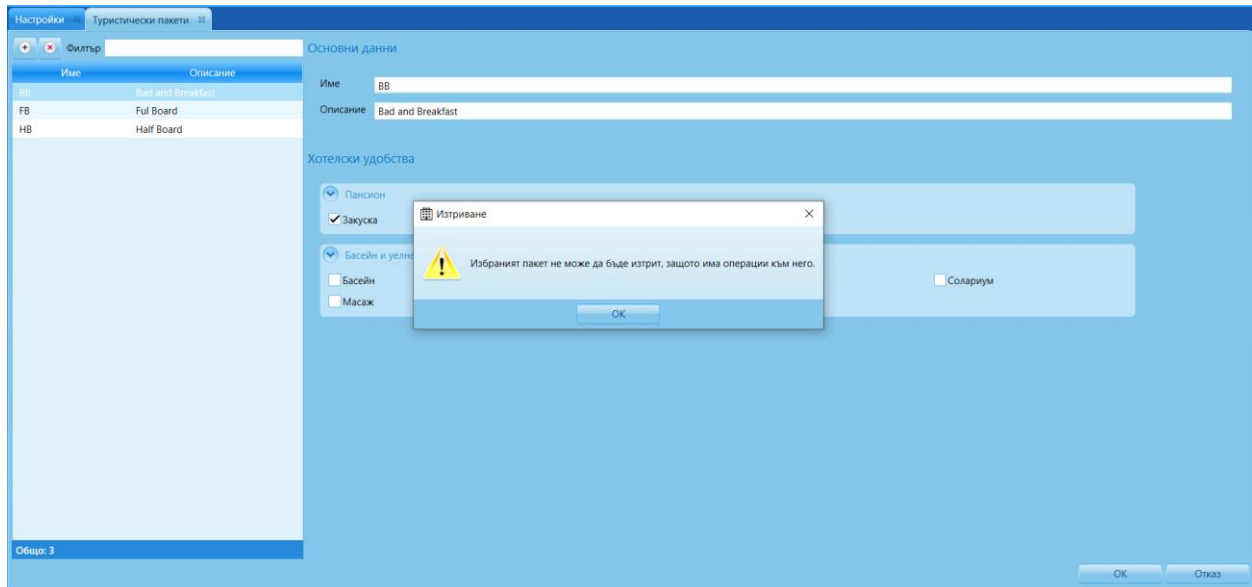 Настройки
Туристически пакети
Филтър
Име Описание
BB Bad and Breakfast
FB Ful Board
HB Half Board
Общо: 3
Основни данни
Име BB
Описание Bad and Breakfast
Хотелски удобства
Пансион
Закуска
Басейн и уелне
Басейн Солариум
Масаж
Изтриване
Избраният пакет не може да бъде изтрит, защото има операции към него.
OK
OK Отказ